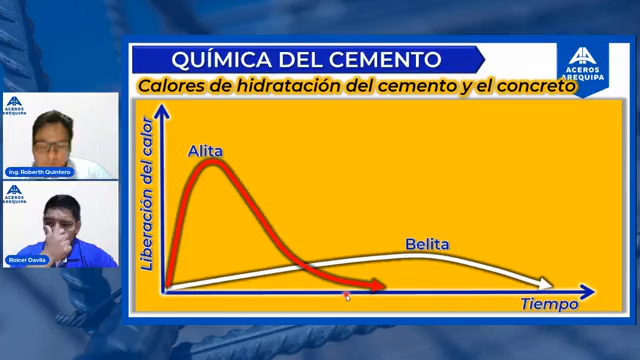 QUÍMICA DEL CEMENTO
ACEROS
AREQUIPA
Calores de hidratación del cemento y el concreto
ACEROS
AREQUIPA
Ing. Roberth Quintero
ACEROS
AREQUIPA
Rolcer Davila
Liberación del calor
Alita
Belita
Tiempo